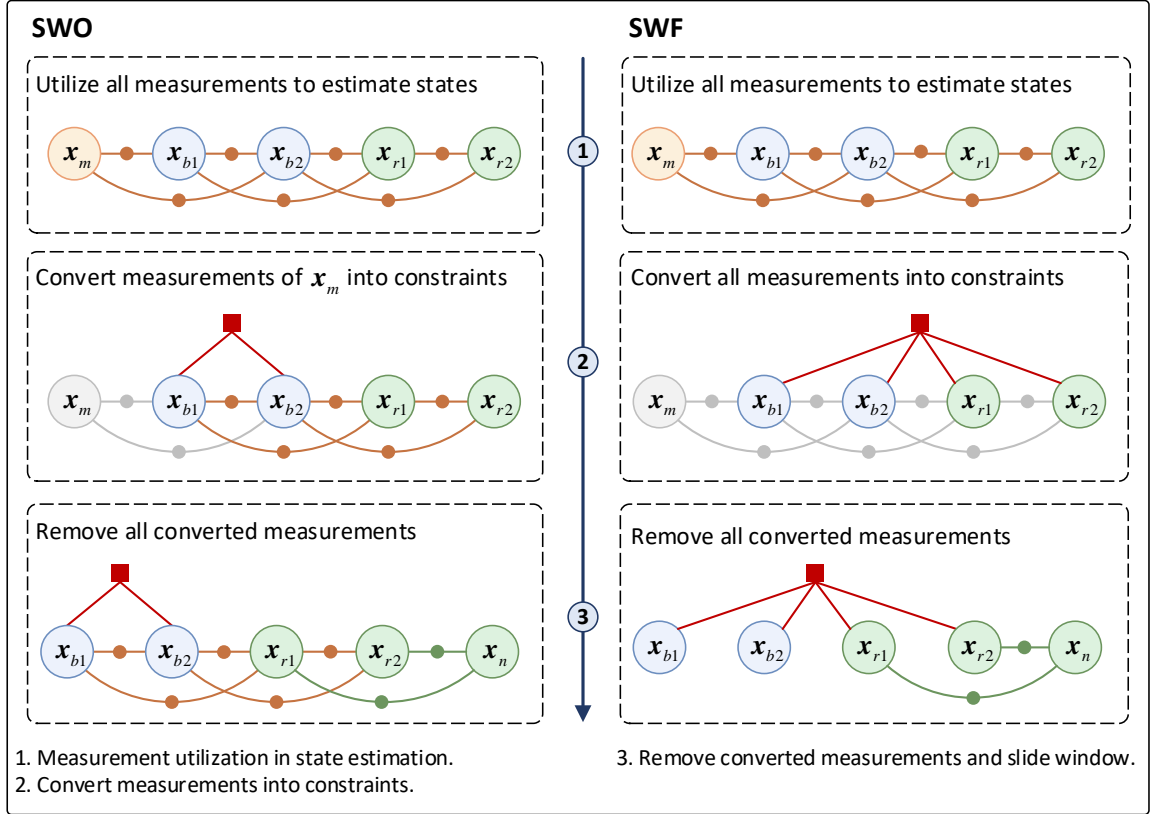 SWO
Utilize all measurements to estimate states
x_m x_b1 x_b2 x_r1 x_r2
Convert measurements of x_m into constraints
x_m x_b1 x_b2 x_r1 x_r2
Remove all converted measurements
x_b1 x_b2 x_r1 x_r2 x_n
1
2
3
SWF
Utilize all measurements to estimate states
x_m x_b1 x_b2 x_r1 x_r2
Convert all measurements into constraints
x_m x_b1 x_b2 x_r1 x_r2
Remove all converted measurements
x_b1 x_b2 x_r1 x_r2 x_n
1. Measurement utilization in state estimation.
2. Convert measurements into constraints.
3. Remove converted measurements and slide window.